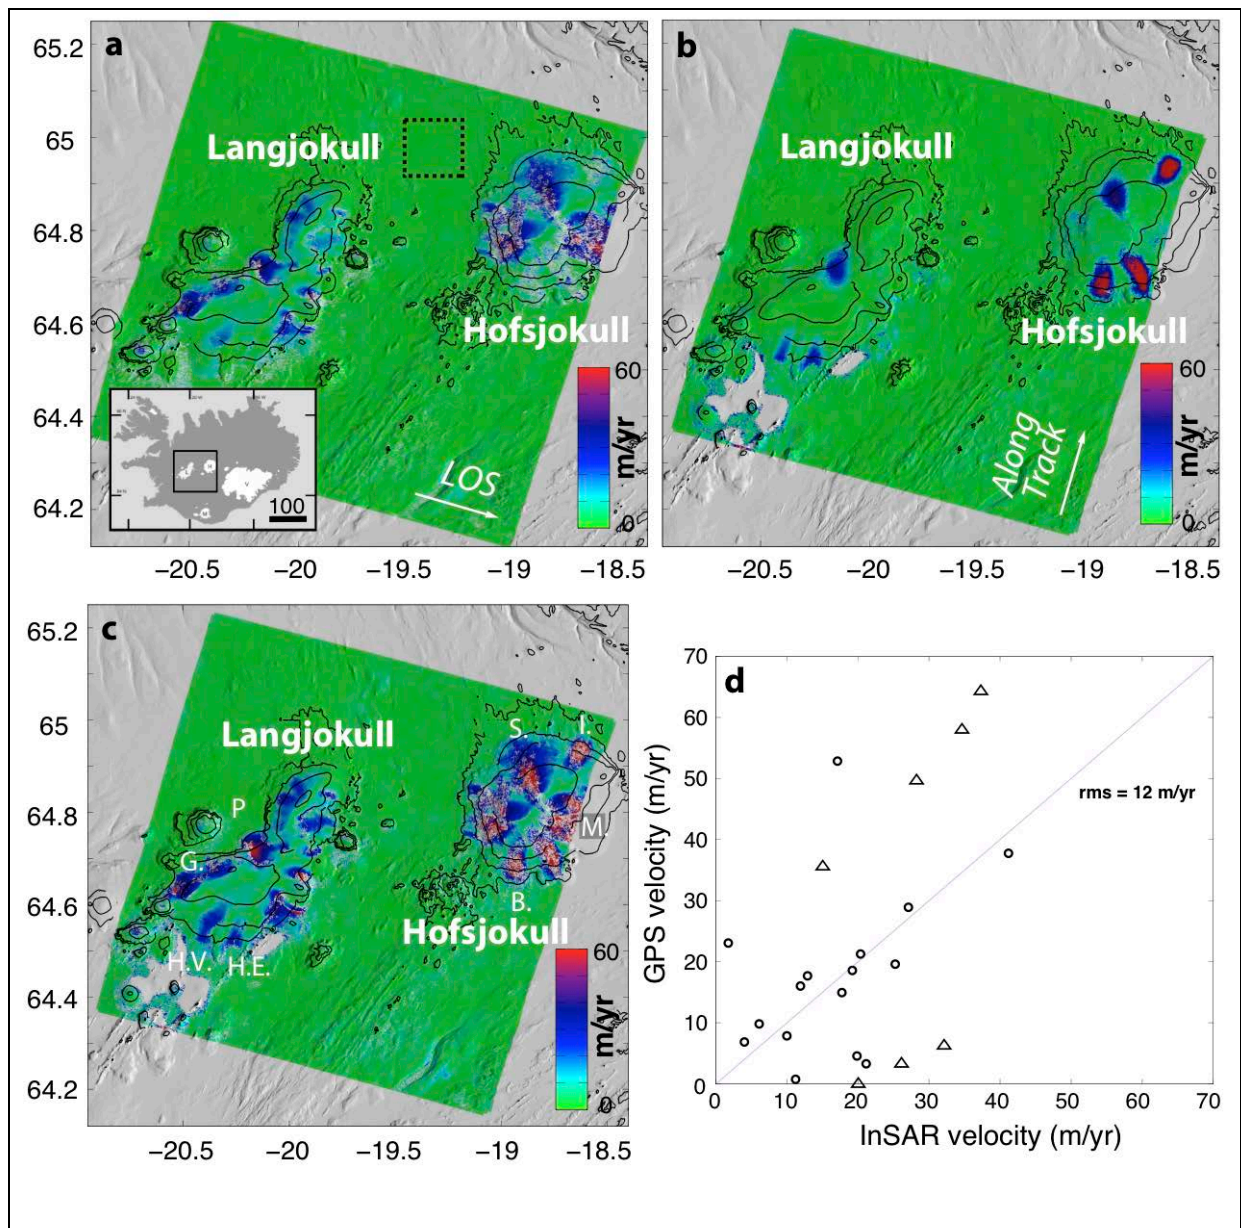 a
65.2
65
64.8
64.6
64.4
64.2
Langjokull
Hofsjokull
60
m/yr
0
LOS
100
V
−20.5 −20 −19.5 −19 −18.5
b
Langjokull
Hofsjokull
60
m/yr
0
Along
Track
−20.5 −20 −19.5 −19 −18.5
c
65.2
65
64.8
64.6
64.4
64.2
Langjokull
S. I.
P
M.
G.
B.
Hofsjokull
H.V. H.E.
60
m/yr
0
−20.5 −20 −19.5 −19 −18.5
d
70
60
50
40
30
20
10
0
GPS velocity (m/yr)
rms = 12 m/yr
0 10 20 30 40 50 60 70
InSAR velocity (m/yr)